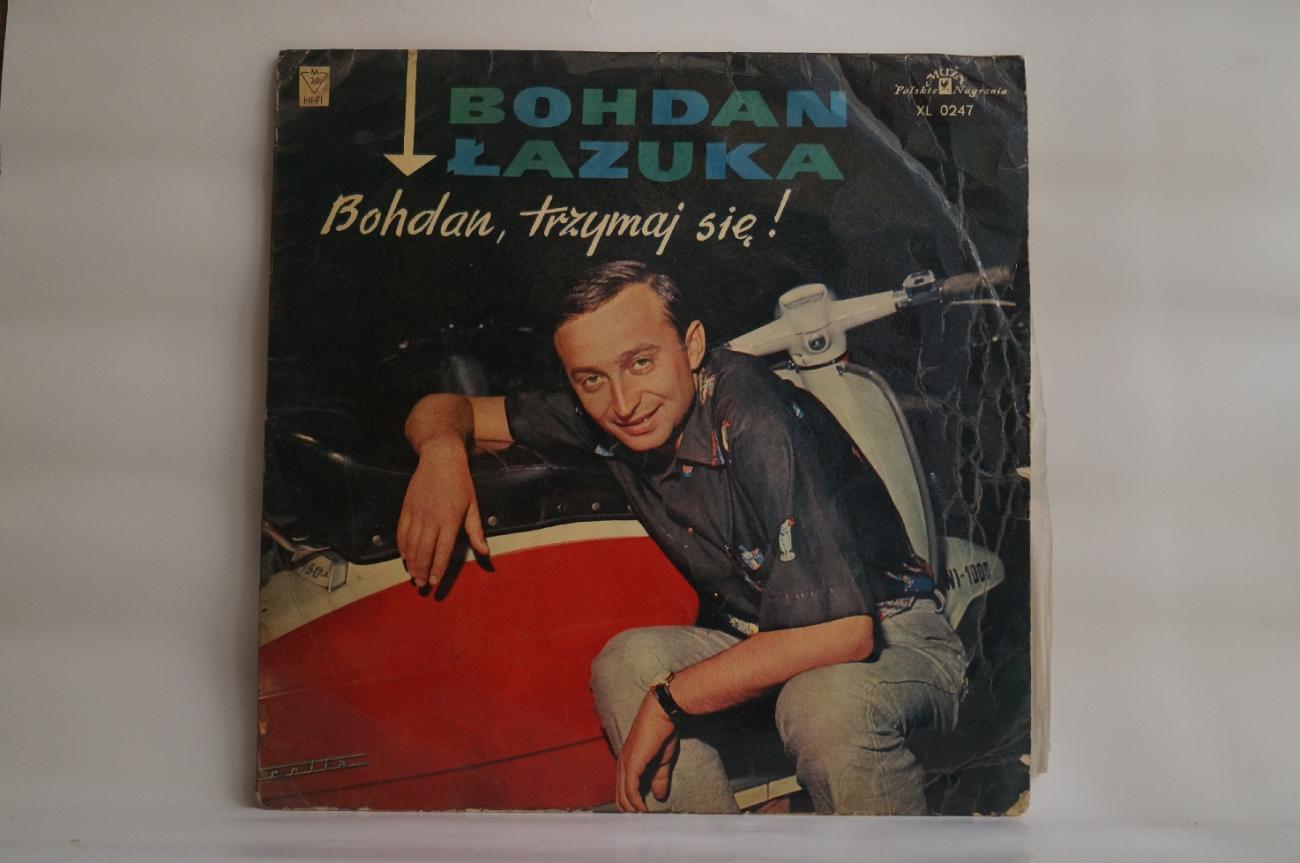 M
33
HI-FI
BOHDAN
ŁAZUKA
Bohdan, trzymaj się!
MUZA
Polskie Nagrania
XL 0247